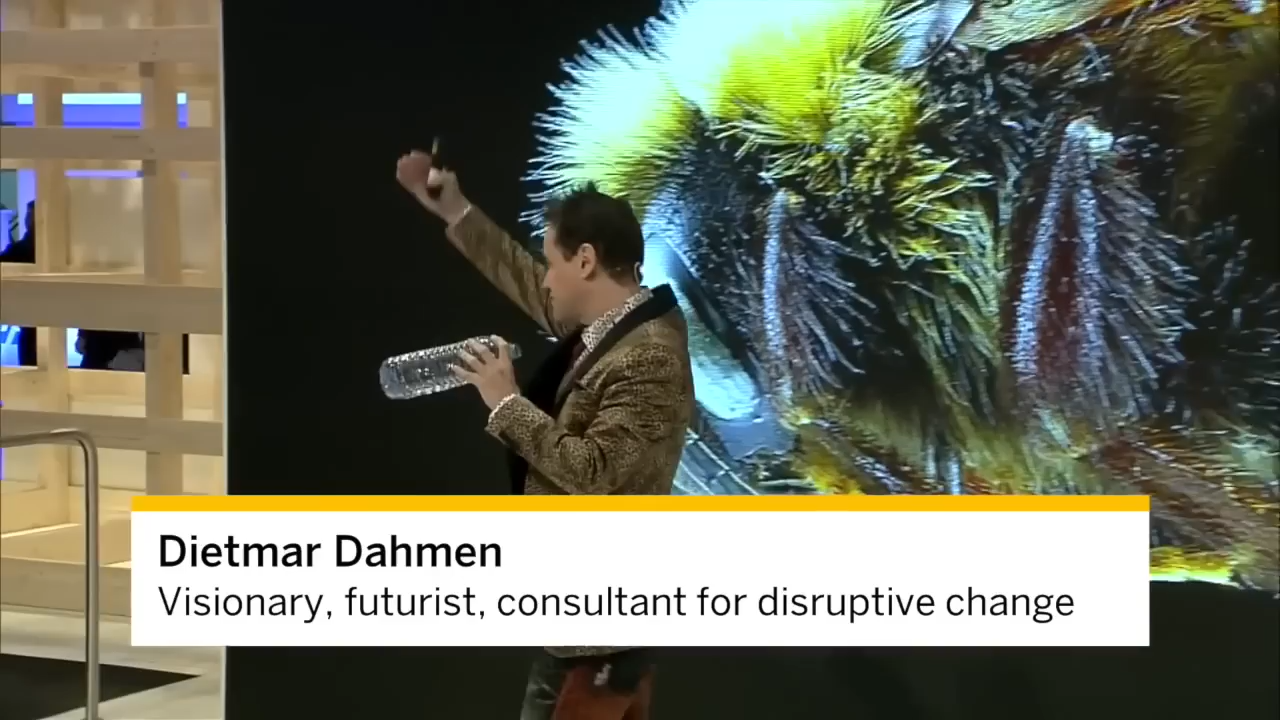 Dietmar Dahmen
Visionary, futurist, consultant for disruptive change